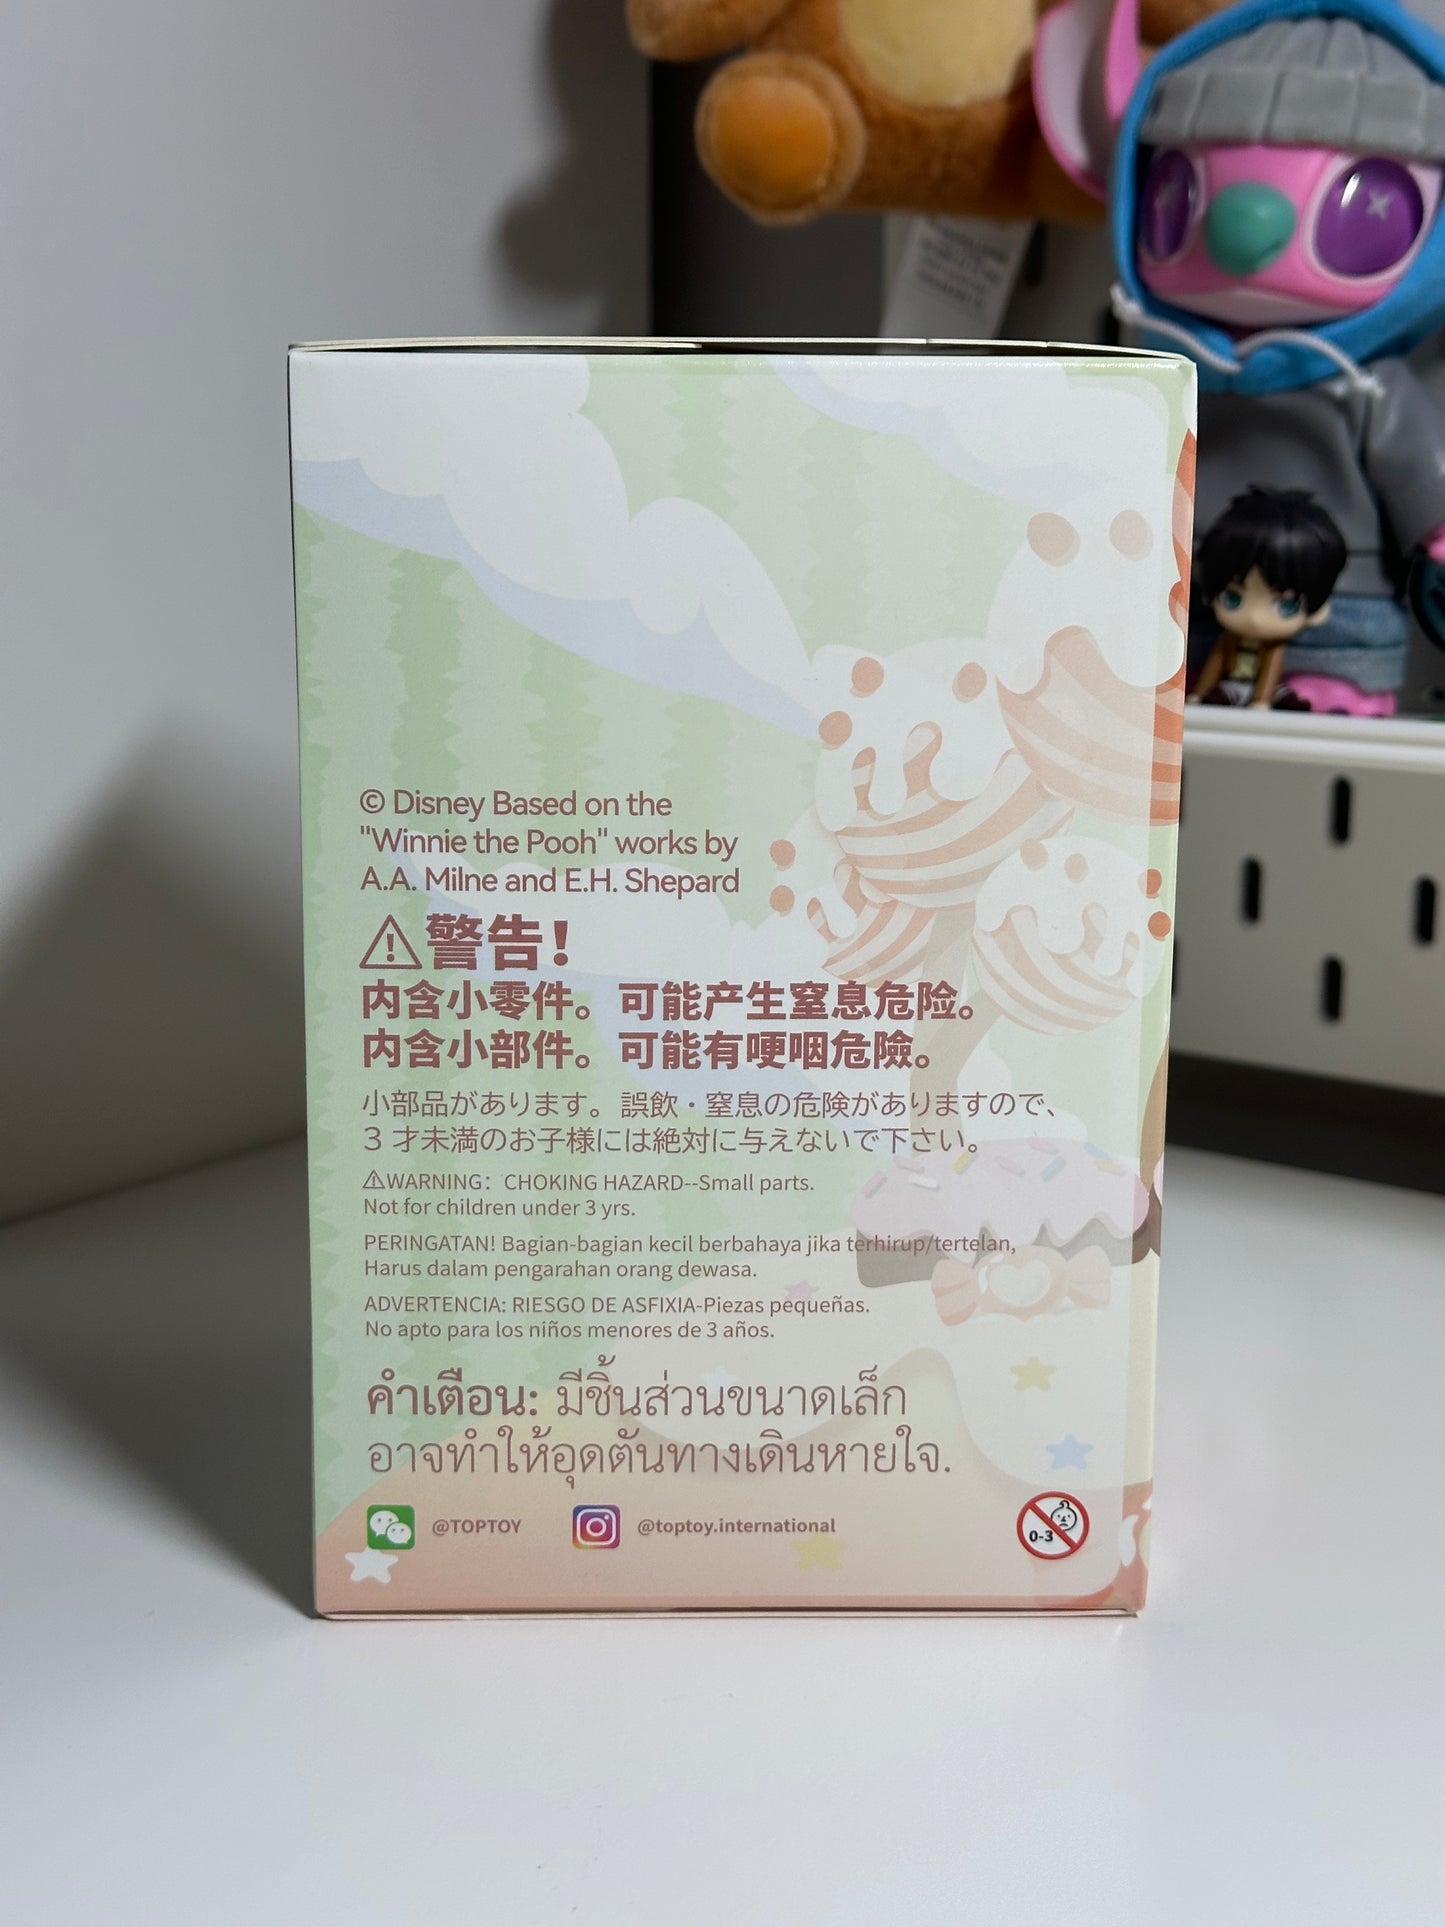 © Disney Based on the
"Winnie the Pooh" works by
A.A. Milne and E.H. Shepard
⚠警告！
内含小零件。可能产生窒息危险。
内含小部件。可能有哽咽危險。
小部品があります。誤飲・窒息の危険がありますので、
3 才未満のお子様には絶対に与えないで下さい。
⚠WARNING：CHOKING HAZARD--Small parts.
Not for children under 3 yrs.
PERINGATAN! Bagian-bagian kecil berbahaya jika terhirup/tertelan,
Harus dalam pengarahan orang dewasa.
ADVERTENCIA: RIESGO DE ASFIXIA-Piezas pequeñas.
No apto para los niños menores de 3 años.
คำเตือน: มีชิ้นส่วนขนาดเล็ก
อาจทำให้อุดตันทางเดินหายใจ.
@TOPTOY @toptoy.international
0-3